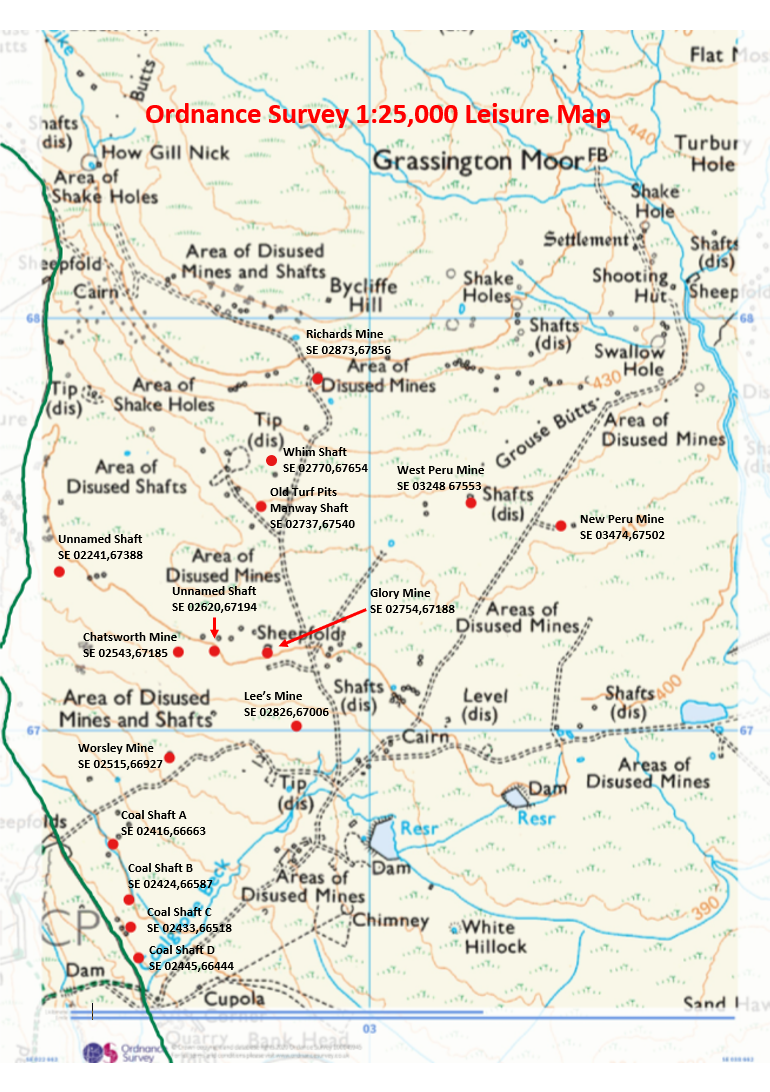 Flat
Butts
Ordnance Survey 1:25,000 Leisure Map
440
Shafts
(dis)
How Gill Nick
Grassington Moor
FB
Turbury
Hole
Area of
Shake Holes
Shake
Hole
Settlement
Area of Disused
Mines and Shafts
Shafts
(dis)
Sheepfold
Cairn
Bycliffe
Hill
Shake
Holes
Shooting
Hut
Sheepfold
68
68
Richards Mine
SE 02873,67856
Shafts
(dis)
Swallow
Hole
Area of
Disused Mines
430
Tip
(dis)
Area of
Shake Holes
Grouse Butts
Area of
Disused Mines
Tip
(dis)
Whim Shaft
SE 02770,67654
Area of
Disused Shafts
West Peru Mine
SE 03248 67553
Shafts
(dis)
Old Turf Pits
Manway Shaft
SE 02737,67540
New Peru Mine
SE 03474,67502
Unnamed Shaft
SE 02241,67388
Area of
Disused Mines
Unnamed Shaft
SE 02620,67194
Glory Mine
SE 02754,67188
Areas of
Disused Mines
Chatsworth Mine
SE 02543,67185
Sheepfold
Area of Disused
Mines and Shafts
Lee's Mine
SE 02826,67006
Shafts
(dis)
Level
(dis)
Shafts
(dis)
400
67
67
Cairn
Worsley Mine
SE 02515,66927
Areas of
Disused Mines
Tip
(dis)
Dam
Resr
Coal Shaft A
SE 02416,66663
Resr
Dam
Coal Shaft B
SE 02424,66587
Areas of
Disused Mines
390
Coal Shaft C
SE 02433,66518
Chimney
White
Hillock
CP
Coal Shaft D
SE 02445,66444
Dam
Cupola
Sand Haw
Corner
03
Quarry
Bank Head
Ordnance
Survey